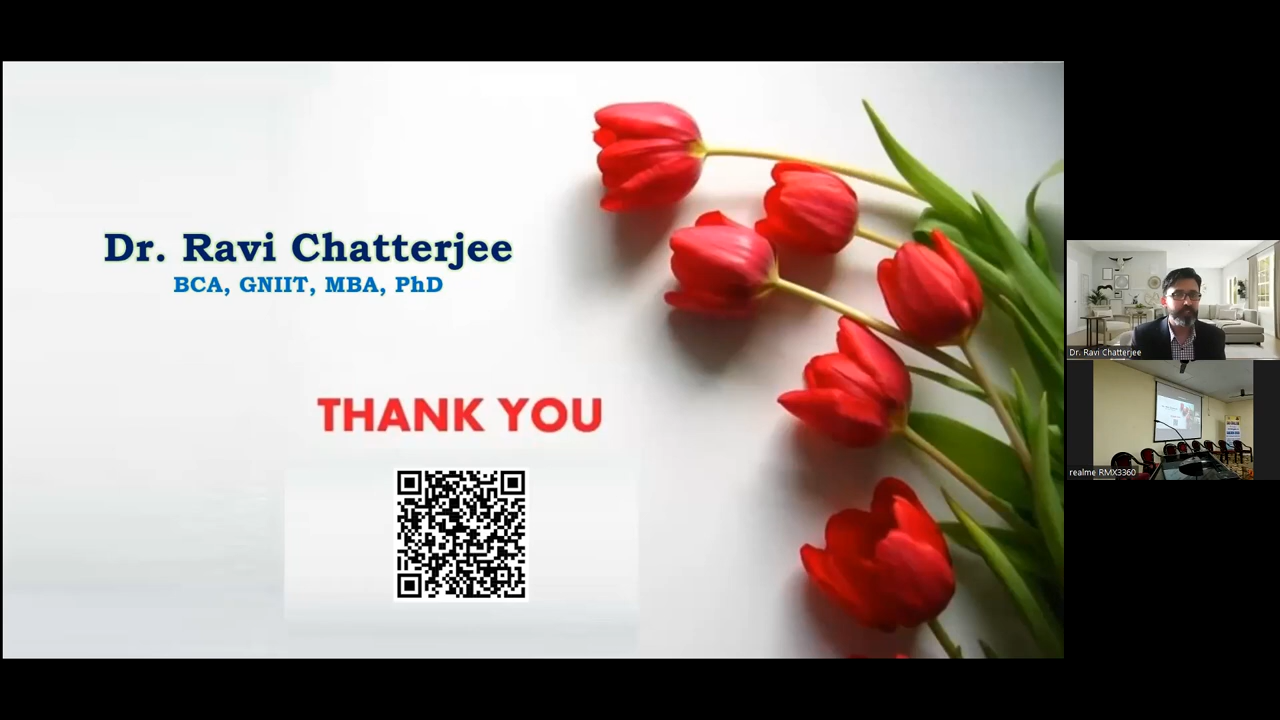 Dr. Ravi Chatterjee
BCA, GNIIT, MBA, PhD
THANK YOU
Dr. Ravi Chatterjee
realme RMX3360